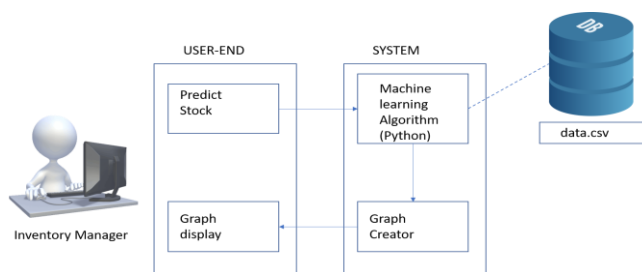 USER-END
SYSTEM
DB
Predict
Stock
Machine
learning
Algorithm
(Python)
data.csv
Graph
display
Graph
Creator
Inventory Manager